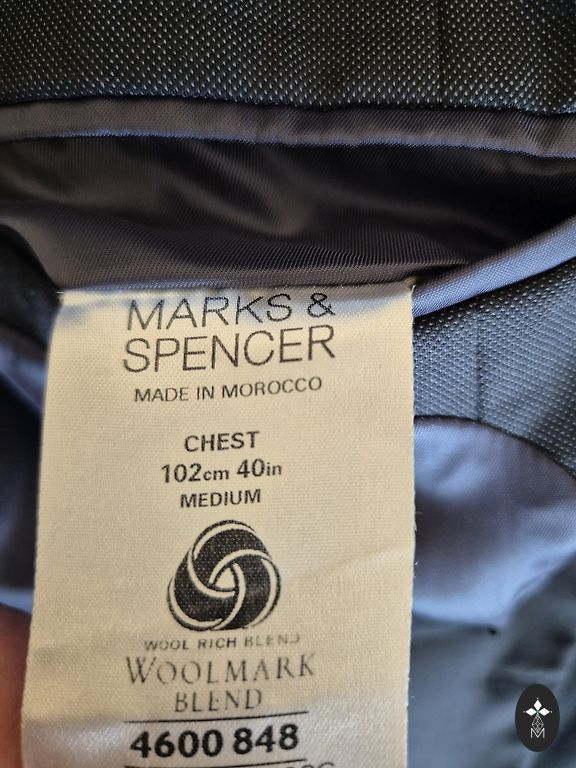 MARKS &
SPENCER
MADE IN MOROCCO
CHEST
102cm 40in
MEDIUM
WOOL RICH BLEND
WOOLMARK
BLEND
4600 848
M